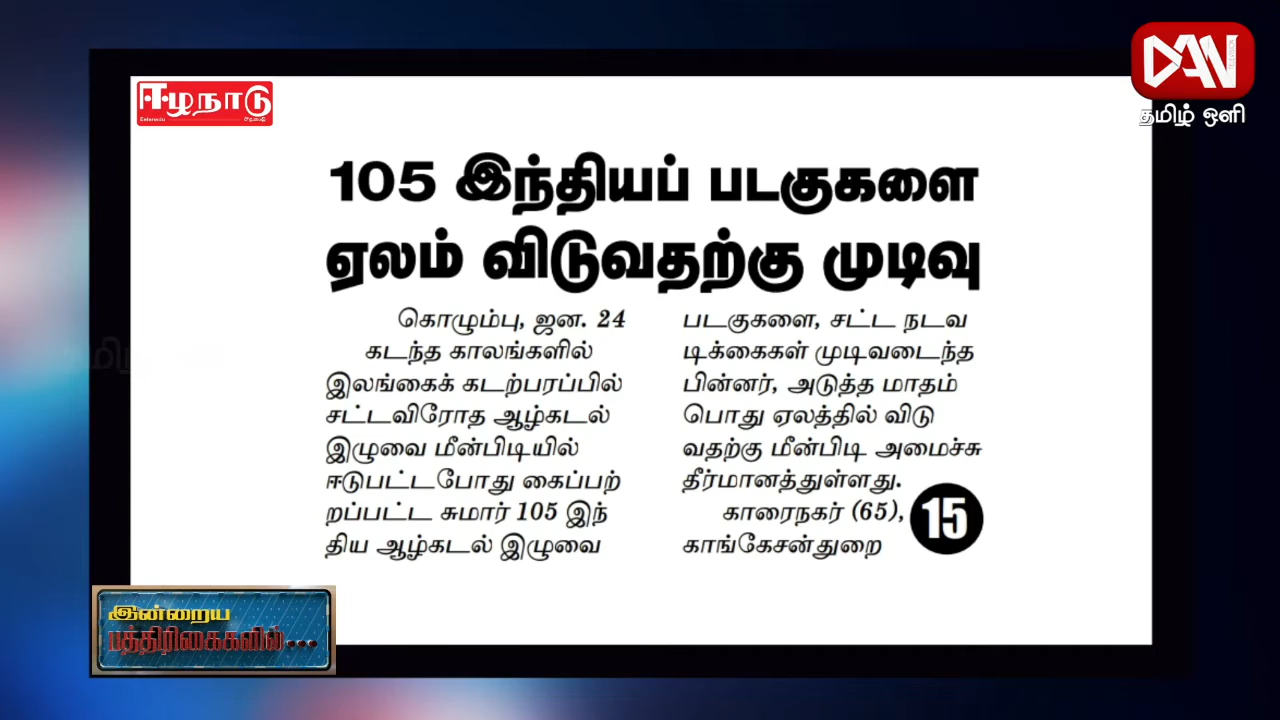 ஈழநாடு
DAN
தமிழ் ஒளி
105 இந்தியப் படகுகளை
ஏலம் விடுவதற்கு முடிவு
கொழும்பு, ஜன. 24
கடந்த காலங்களில்
இலங்கைக் கடற்பரப்பில்
சட்டவிரோத ஆழ்கடல்
இழுவை மீன்பிடியில்
ஈடுபட்டபோது கைப்பற்
றப்பட்ட சுமார் 105 இந்
திய ஆழ்கடல் இழுவை
படகுகளை, சட்ட நடவ
டிக்கைகள் முடிவடைந்த
பின்னர், அடுத்த மாதம்
பொது ஏலத்தில் விடு
வதற்கு மீன்பிடி அமைச்சு
தீர்மானத்துள்ளது.
காரைநகர் (65),
காங்கேசன்துறை
15
இன்றைய
பத்திரிகைகளில்...